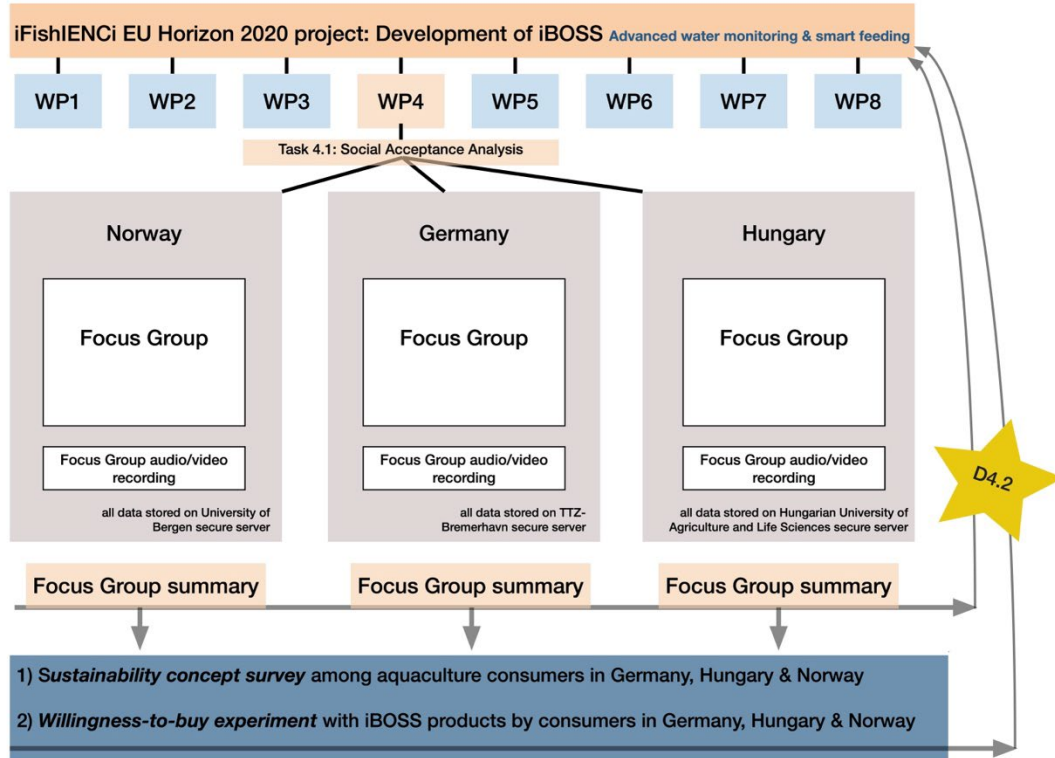 iFishIENCi EU Horizon 2020 project: Development of iBOSS Advanced water monitoring & smart feeding
WP1 WP2 WP3 WP4 WP5 WP6 WP7 WP8
Task 4.1: Social Acceptance Analysis
Norway
Focus Group
Focus Group audio/video
recording
all data stored on University of
Bergen secure server
Germany
Focus Group
Focus Group audio/video
recording
all data stored on TTZ-
Bremerhavn secure server
Hungary
Focus Group
Focus Group audio/video
recording
all data stored on Hungarian University of
Agriculture and Life Sciences secure server
D4.2
Focus Group summary Focus Group summary Focus Group summary
1) Sustainability concept survey among aquaculture consumers in Germany, Hungary & Norway
2) Willingness-to-buy experiment with iBOSS products by consumers in Germany, Hungary & Norway